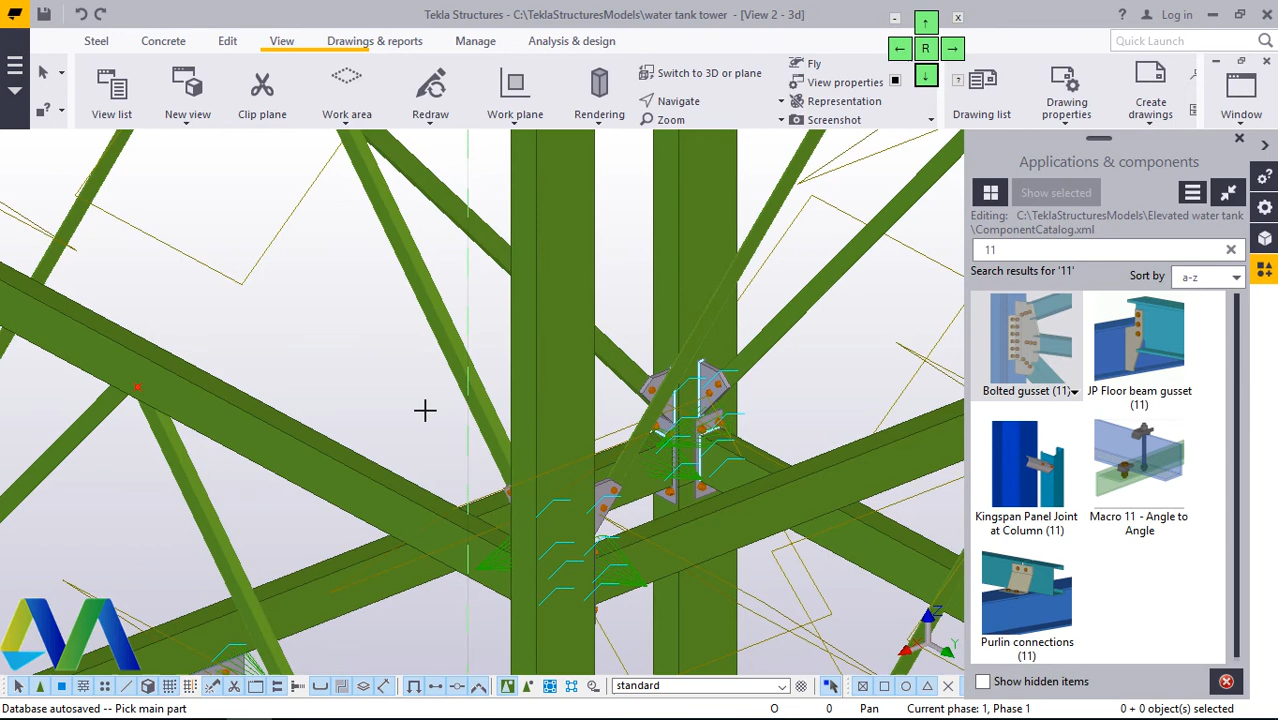 Tekla Structures - C:\TeklaStructuresModels\water tank tower - [View 2 - 3d]
Log in
Steel
Concrete
Edit
View
Drawings & reports
Manage
Analysis & design
Quick Launch
R
View list
New view
Clip plane
Work area
Redraw
Work plane
Rendering
Switch to 3D or plane
Navigate
Zoom
Fly
View properties
Representation
Screenshot
Drawing list
Drawing
properties
Create
drawings
Window
Applications & components
Show selected
Editing: C:\TeklaStructuresModels\Elevated water tank
\ComponentCatalog.xml
11
Search results for '11'
Sort by
a-z
Bolted gusset (11)
JP Floor beam gusset
(11)
Kingspan Panel Joint
at Column (11)
Macro 11 - Angle to
Angle
Purlin connections
(11)
Show hidden items
Z
Y
standard
Database autosaved -- Pick main part
O
0
Pan
Current phase: 1, Phase 1
0 + 0 object(s) selected